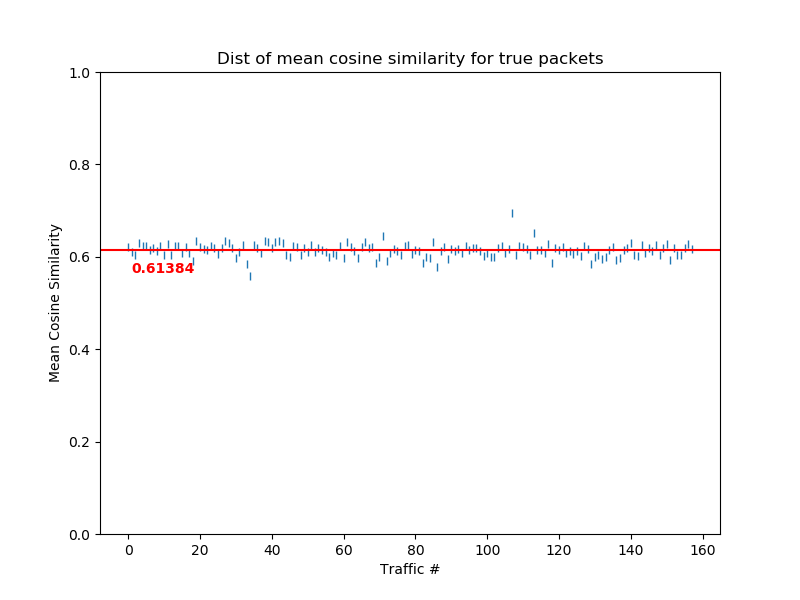 Dist of mean cosine similarity for true packets
Mean Cosine Similarity
1.0
0.8
0.6
0.4
0.2
0.0
0.61384
0 20 40 60 80 100 120 140 160
Traffic #